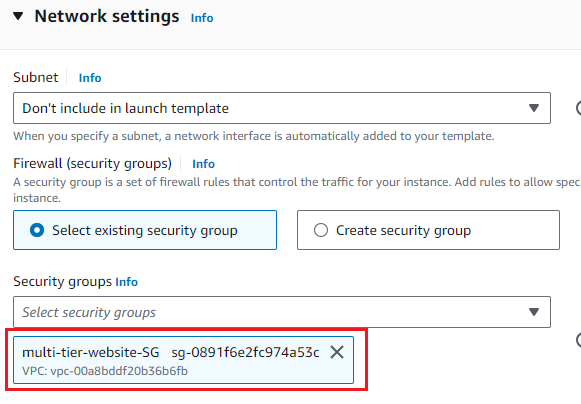 Network settings Info
Subnet Info
Don't include in launch template
When you specify a subnet, a network interface is automatically added to your template.
Firewall (security groups) Info
A security group is a set of firewall rules that control the traffic for your instance. Add rules to allow spec
instance.
Select existing security group
Create security group
Security groups Info
Select security groups
multi-tier-website-SG sg-0891f6e2fc974a53c
VPC: vpc-00a8bddf20b36b6fb